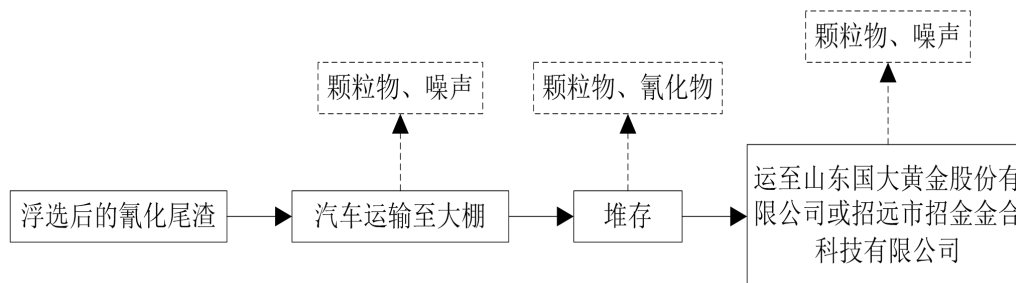 颗粒物、噪声
颗粒物、噪声
颗粒物、氰化物
浮选后的氰化尾渣
汽车运输至大棚
堆存
运至山东国大黄金股份有
限公司或招远市招金金合
科技有限公司